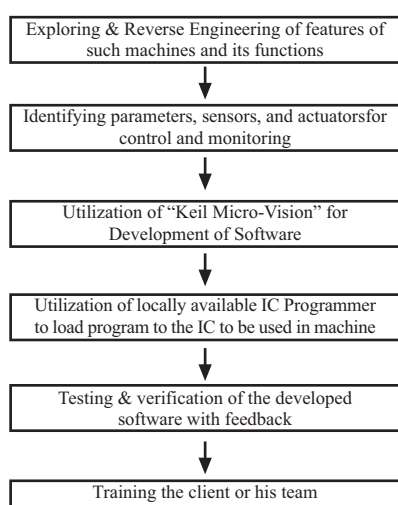 Exploring & Reverse Engineering of features of
such machines and its functions
Identifying parameters, sensors, and actuatorsfor
control and monitoring
Utilization of “Keil Micro-Vision” for
Development of Software
Utilization of locally available IC Programmer
to load program to the IC to be used in machine
Testing & verification of the developed
software with feedback
Training the client or his team